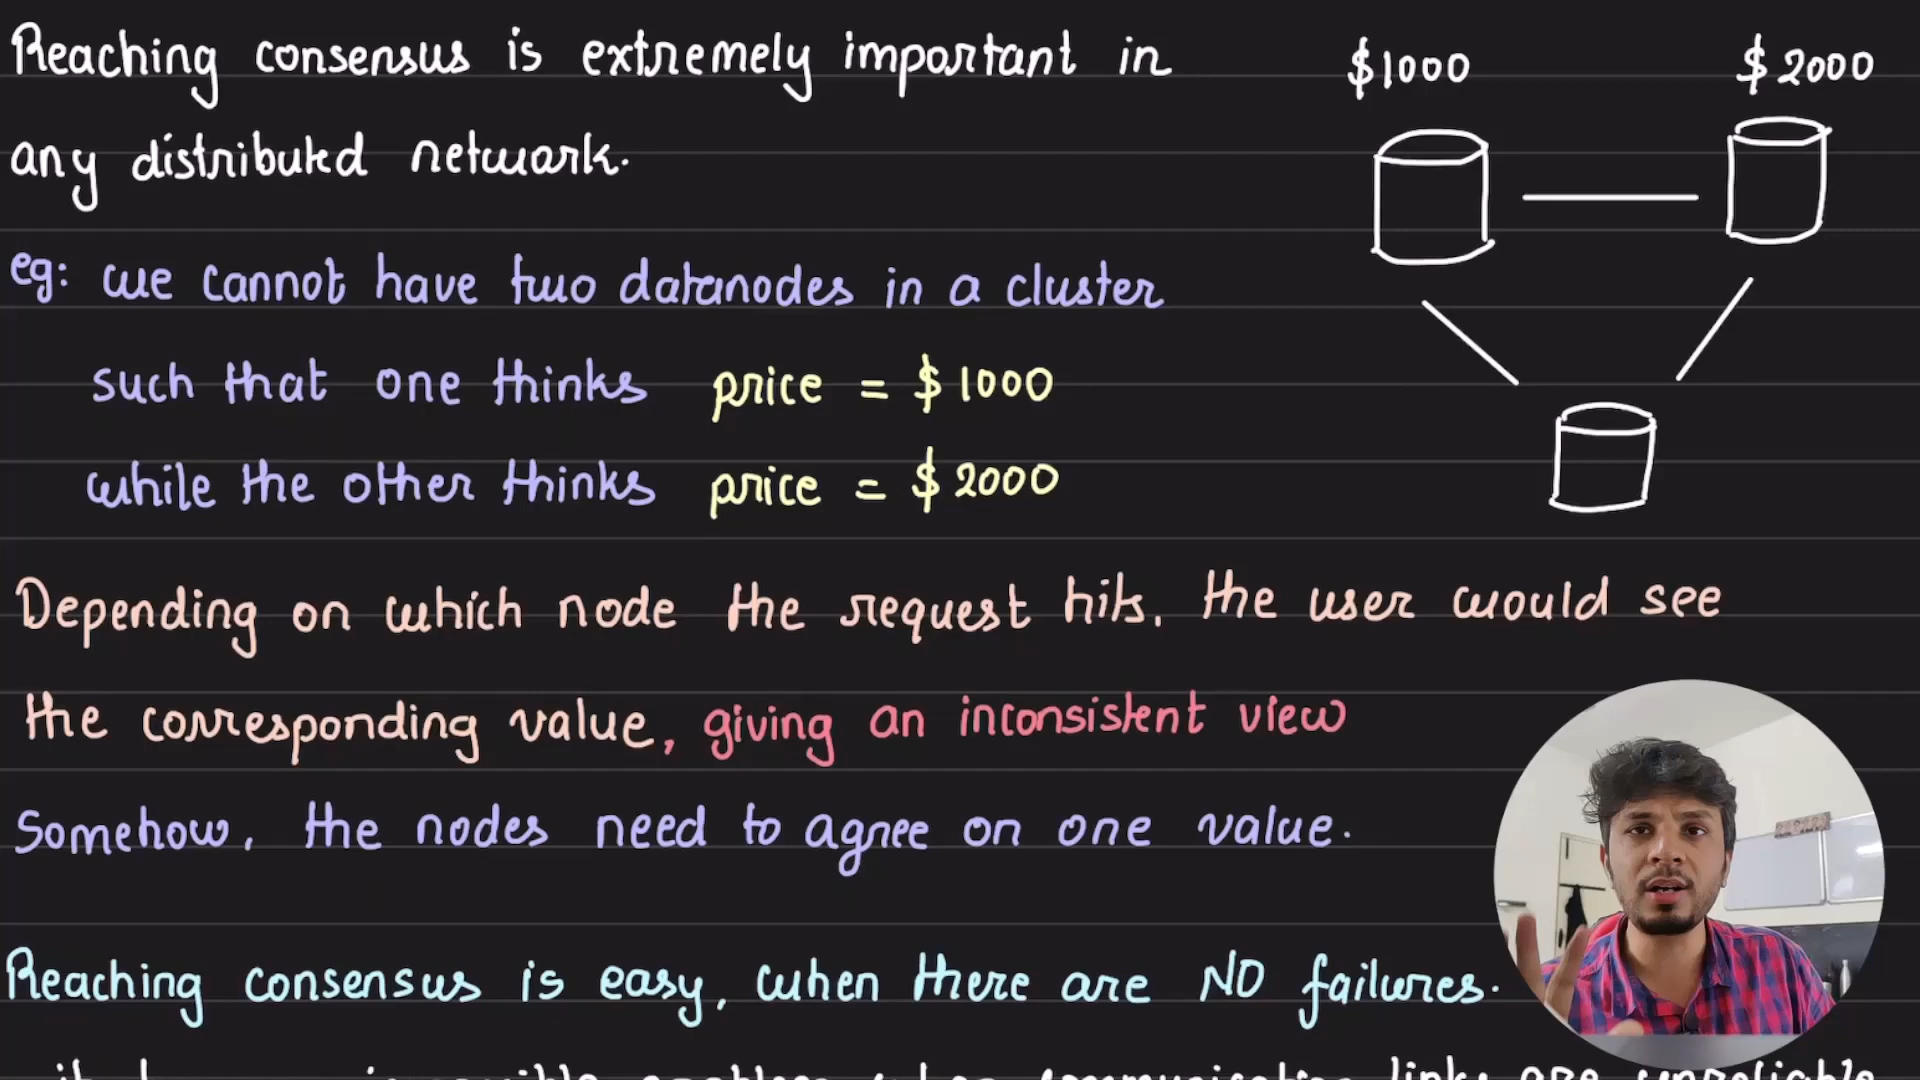 Reaching consensus is extremely important in
any distributed network.
$1000
$2000
eg: we cannot have two datanodes in a cluster
such that one thinks price = $1000
while the other thinks price = $2000
Depending on which node the request hits, the user would see
the corresponding value, giving an inconsistent view
Somehow, the nodes need to agree on one value.
Reaching consensus is easy, when there are NO failures.
links are unreliable